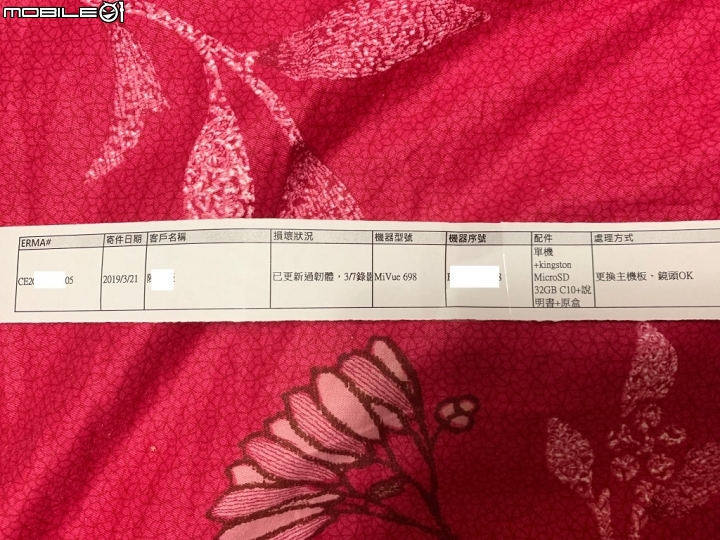 MOBILE01
ERMA# 寄件日期 客戶名稱 損壞狀況 機器型號 機器序號 配件 處理方式
CE20 05 2019/3/21 陳 已更新過韌體，3/7錄影 MiVue 698 單機
+kingston
MicroSD
32GB C10+說
明書+原盒 更換主機板、鏡頭OK